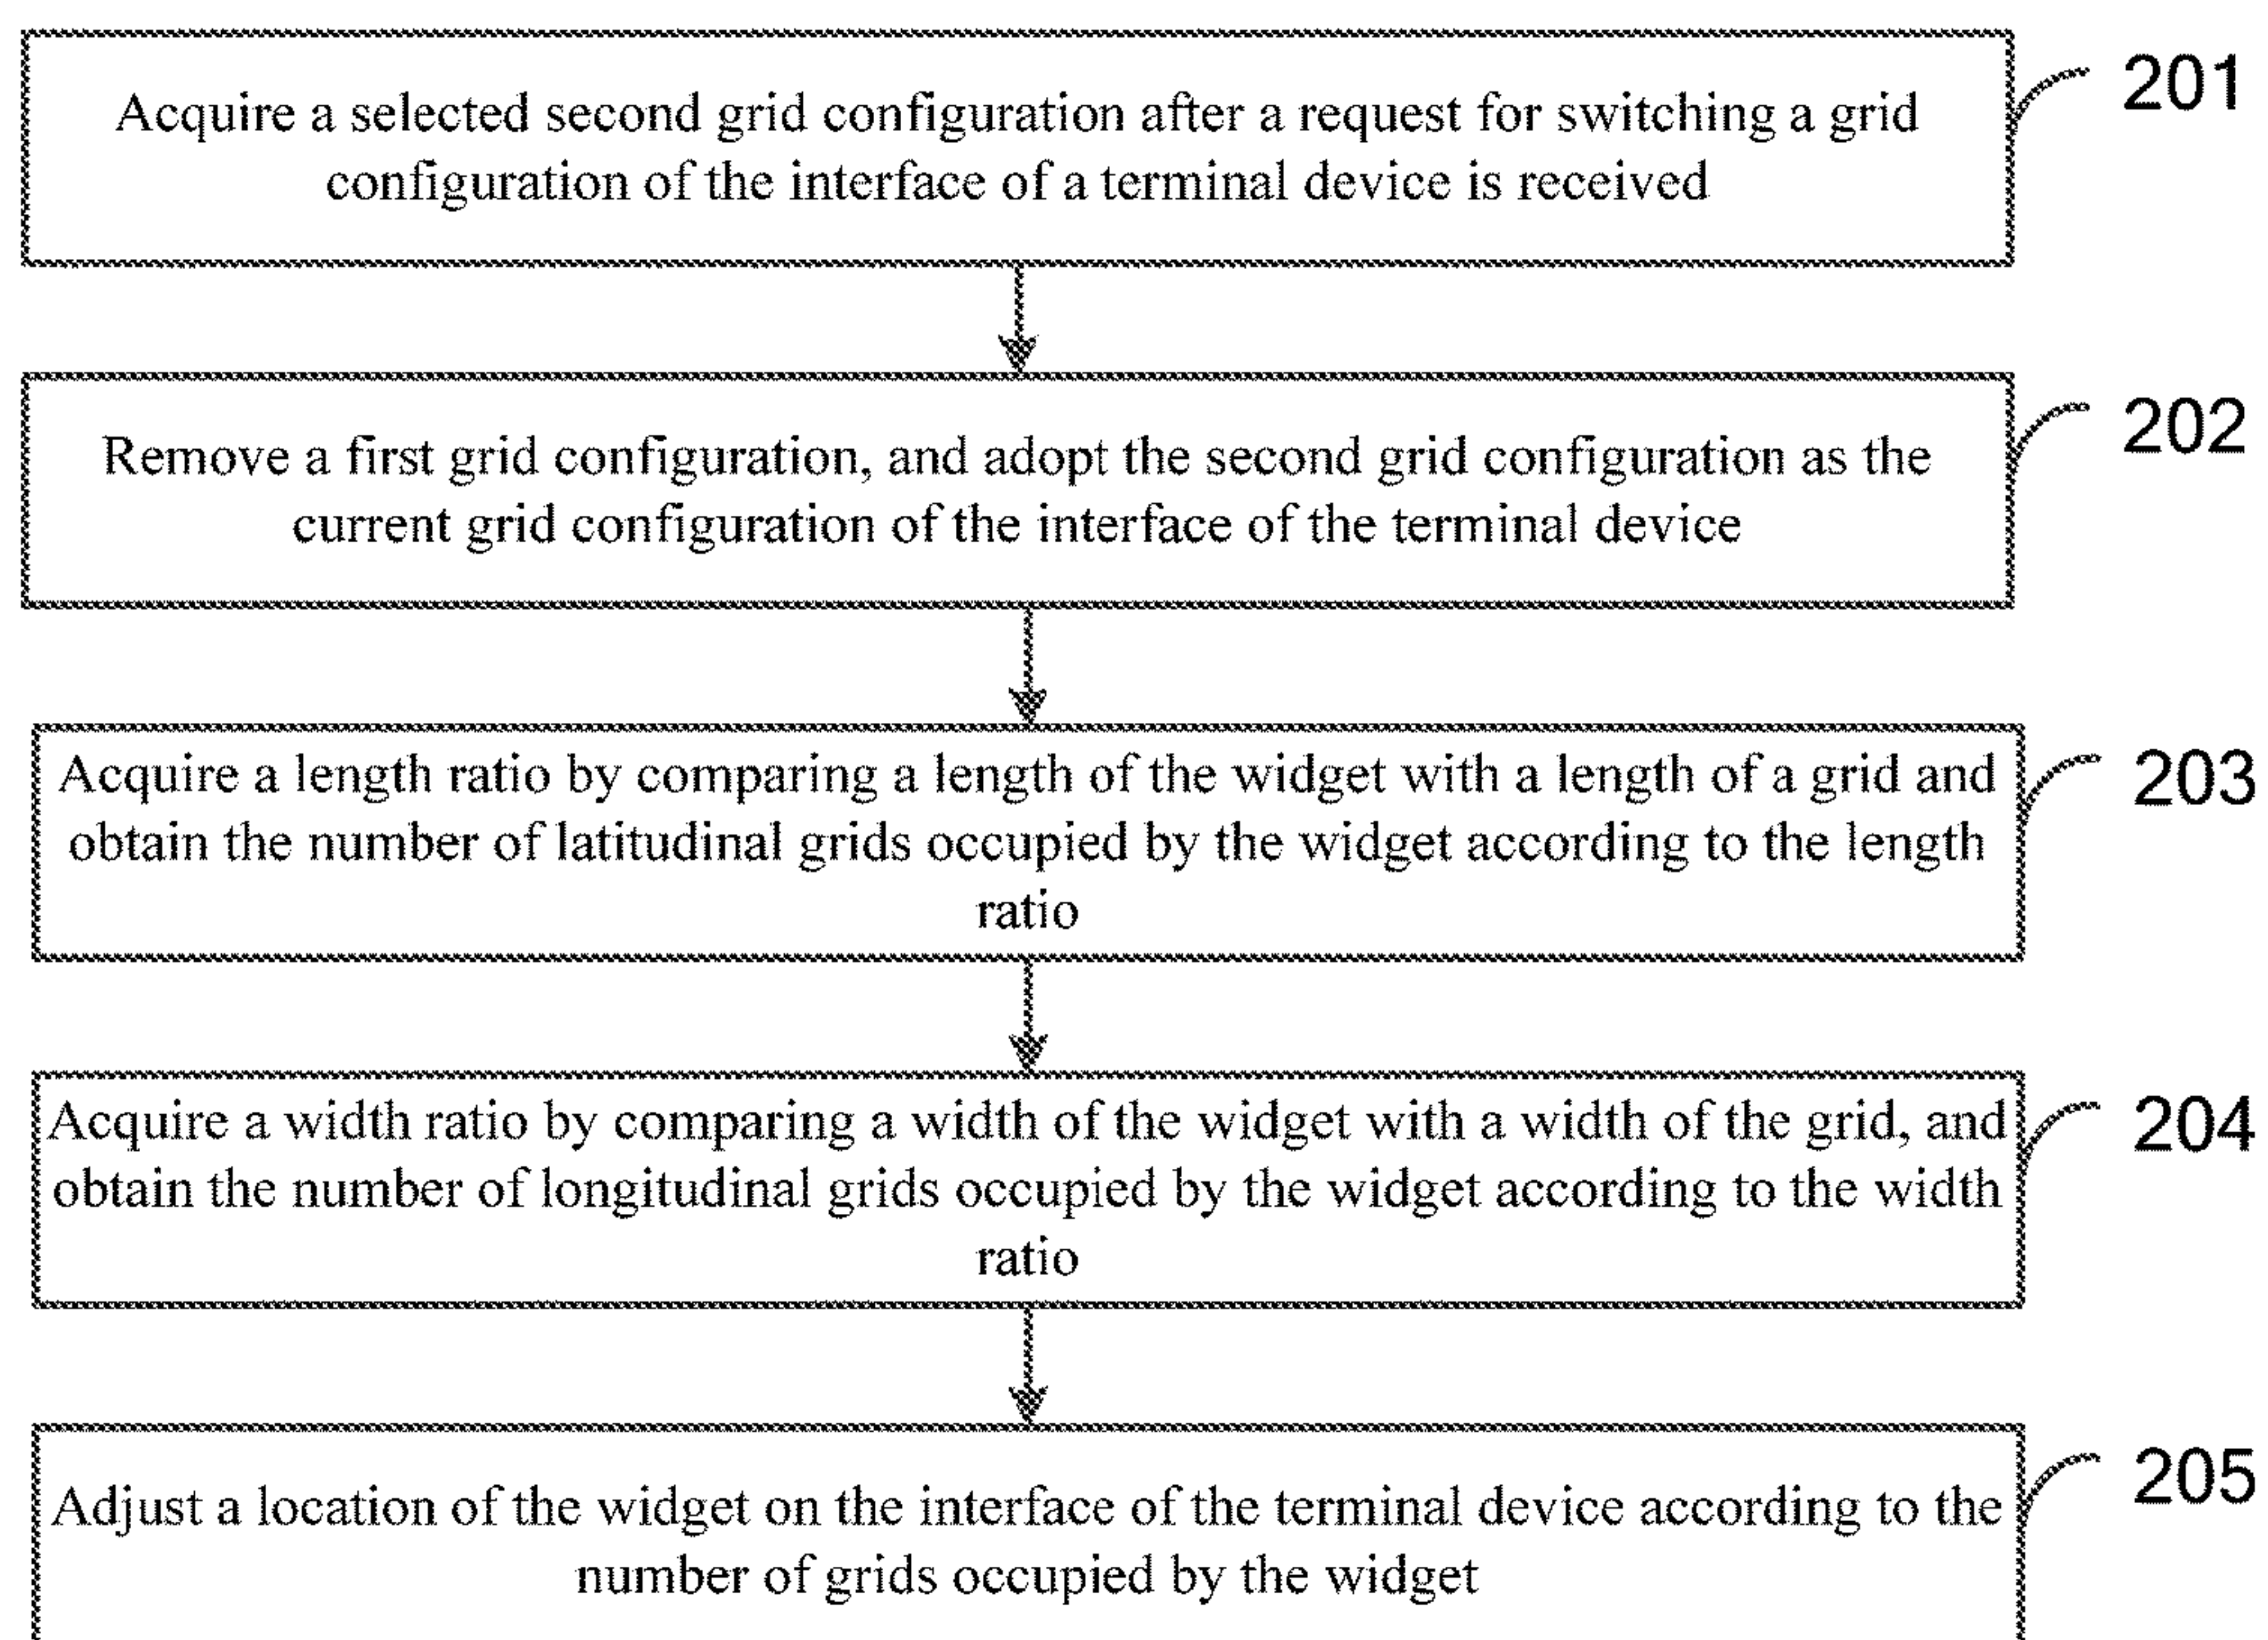 Acquire a selected second grid configuration after a request for switching a grid
configuration of the interface of a terminal device is received
201
Remove a first grid configuration, and adopt the second grid configuration as the
current grid configuration of the interface of the terminal device
202
Acquire a length ratio by comparing a length of the widget with a length of a grid and
obtain the number of latitudinal grids occupied by the widget according to the length
ratio
203
Acquire a width ratio by comparing a width of the widget with a width of the grid, and
obtain the number of longitudinal grids occupied by the widget according to the width
ratio
204
Adjust a location of the widget on the interface of the terminal device according to the
number of grids occupied by the widget
205